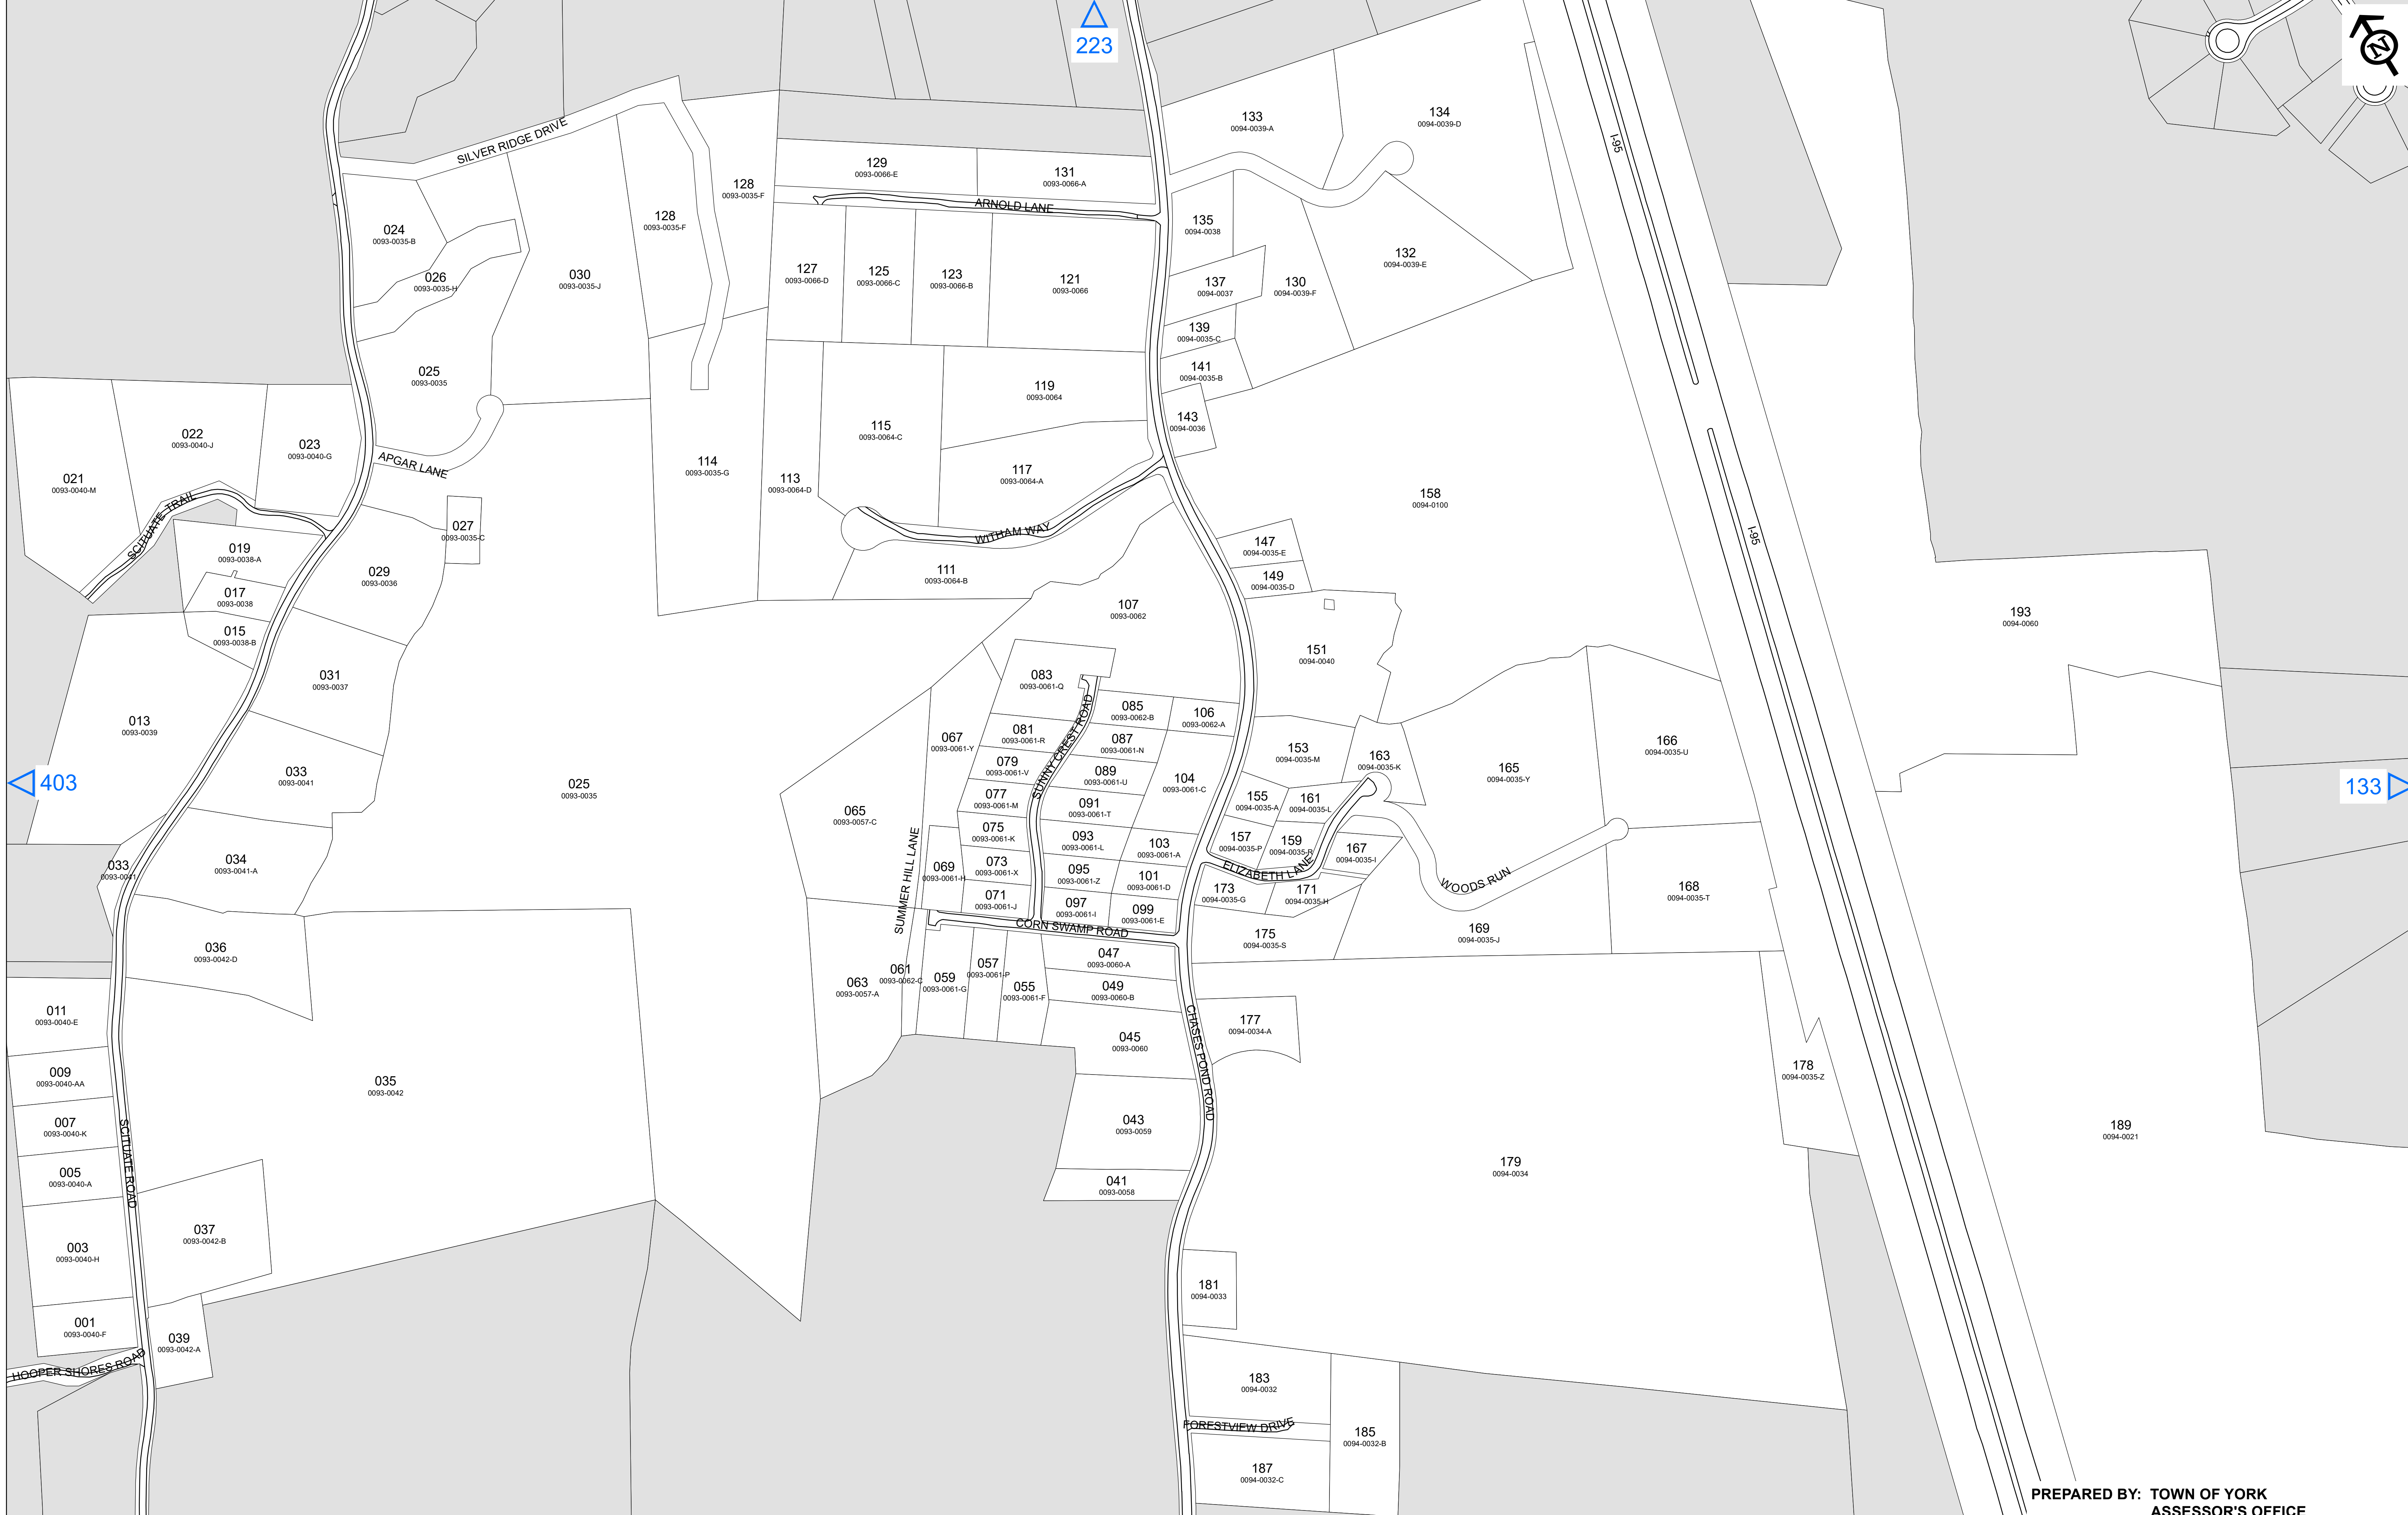 223
N
133
0094-0039-A
134
0094-0039-D
I-95
SILVER RIDGE DRIVE
129
0093-0066-E
131
0093-0066-A
128
0093-0035-F
128
0093-0035-F
ARNOLD LANE
024
0093-0035-B
135
0094-0038
132
0094-0039-E
026
0093-0035-H
030
0093-0035-J
127
0093-0066-D
125
0093-0066-C
123
0093-0066-B
121
0093-0066
137
0094-0037
130
0094-0039-F
139
0094-0035-C
025
0093-0035
141
0094-0035-B
119
0093-0064
143
0094-0036
115
0093-0064-C
022
0093-0040-J
023
0093-0040-G
APGAR LANE
114
0093-0035-G
117
0093-0064-A
021
0093-0040-M
113
0093-0064-D
158
0094-0100
SCITUATE TRAIL
027
0093-0035-C
WITHAM WAY
I-95
019
0093-0038-A
147
0094-0035-E
029
0093-0036
111
0093-0064-B
149
0094-0035-D
017
0093-0038
107
0093-0062
193
0094-0060
015
0093-0038-B
151
0094-0040
031
0093-0037
083
0093-0061-Q
013
0093-0039
085
0093-0062-B
106
0093-0062-A
067
0093-0061-Y
081
0093-0061-R
087
0093-0061-N
SUNNY CREST ROAD
153
0094-0035-M
163
0094-0035-K
165
0094-0035-Y
166
0094-0035-U
403
033
0093-0041
025
0093-0035
079
0093-0061-V
089
0093-0061-U
104
0093-0061-C
133
077
0093-0061-M
091
0093-0061-T
155
0094-0035-A
161
0094-0035-L
065
0093-0057-C
075
0093-0061-K
093
0093-0061-L
103
0093-0061-A
157
0094-0035-P
159
0094-0035-R
167
0094-0035-I
034
0093-0041-A
033
0093-0041
SUMMER HILL LANE
069
0093-0061-H
073
0093-0061-X
095
0093-0061-Z
101
0093-0061-D
ELIZABETH LANE
WOODS RUN
168
0094-0035-T
071
0093-0061-J
097
0093-0061-I
099
0093-0061-E
173
0094-0035-G
171
0094-0035-H
CORN SWAMP ROAD
175
0094-0035-S
169
0094-0035-J
036
0093-0042-D
047
0093-0060-A
063
0093-0057-A
061
0093-0062-C
059
0093-0061-G
057
0093-0061-P
055
0093-0061-F
049
0093-0060-B
011
0093-0040-E
045
0093-0060
CHASES POND ROAD
177
0094-0034-A
009
0093-0040-AA
035
0093-0042
178
0094-0035-Z
007
0093-0040-K
043
0093-0059
189
0094-0021
SCITUATE ROAD
005
0093-0040-A
041
0093-0058
179
0094-0034
003
0093-0040-H
037
0093-0042-B
181
0094-0033
001
0093-0040-F
039
0093-0042-A
HOOPER SHORES ROAD
183
0094-0032
FORESTVIEW DRIVE
185
0094-0032-B
187
0094-0032-C
PREPARED BY: TOWN OF YORK
ASSESSOR'S OFFICE